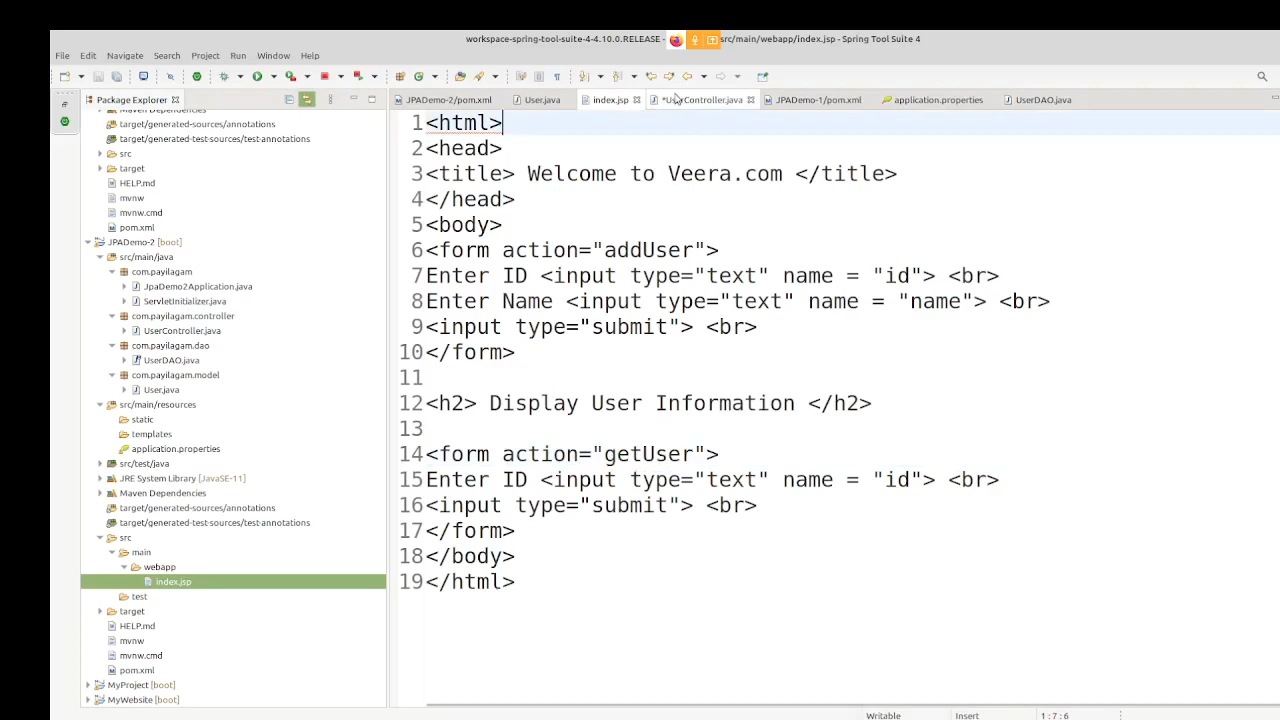 workspace-spring-tool-suite-4-4.10.0.RELEASE - src/main/webapp/index.jsp - Spring Tool Suite 4
File Edit Navigate Search Project Run Window Help
Package Explorer
JPADemo-2/pom.xml User.java index.jsp *UserController.java JPADemo-1/pom.xml application.properties UserDAO.java
Maven Dependencies
target/generated-sources/annotations
target/generated-test-sources/test-annotations
src
target
HELP.md
mvnw
mvnw.cmd
pom.xml
JPADemo-2 [boot]
src/main/java
com.payilagam
JpaDemo2Application.java
ServletInitializer.java
com.payilagam.controller
UserController.java
com.payilagam.dao
UserDAO.java
com.payilagam.model
User.java
src/main/resources
static
templates
application.properties
src/test/java
JRE System Library [JavaSE-11]
Maven Dependencies
target/generated-sources/annotations
target/generated-test-sources/test-annotations
src
main
webapp
index.jsp
test
target
HELP.md
mvnw
mvnw.cmd
pom.xml
MyProject [boot]
MyWebsite [boot]
1 <html>
2 <head>
3 <title> Welcome to Veera.com </title>
4 </head>
5 <body>
6 <form action="addUser">
7 Enter ID <input type="text" name = "id"> <br>
8 Enter Name <input type="text" name = "name"> <br>
9 <input type="submit"> <br>
10 </form>
11
12 <h2> Display User Information </h2>
13
14 <form action="getUser">
15 Enter ID <input type="text" name = "id"> <br>
16 <input type="submit"> <br>
17 </form>
18 </body>
19 </html>
Writable Insert 1:7:6